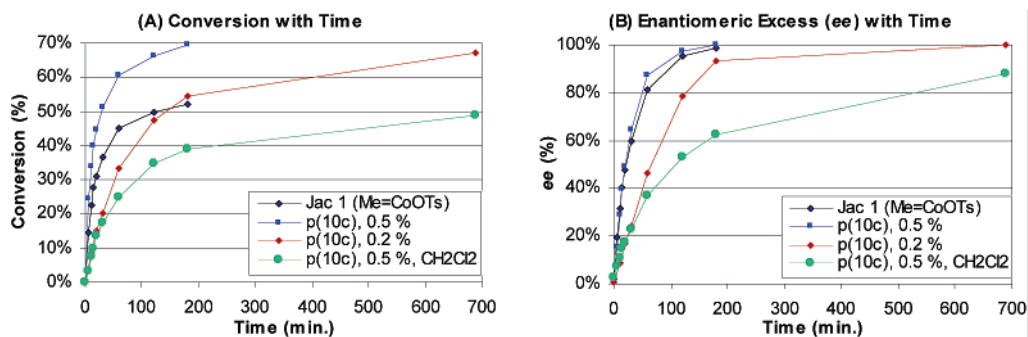 (A) Conversion with Time
70%
60%
50%
40%
30%
20%
10%
0%
Conversion (%)
0 100 200 300 400 500 600 700
Time (min.)
Jac 1 (Me=CoOTs)
p(10c), 0.5 %
p(10c), 0.2 %
p(10c), 0.5 %, CH2Cl2
(B) Enantiomeric Excess (ee) with Time
100%
80%
60%
40%
20%
0%
ee (%)
0 100 200 300 400 500 600 700
Time (min.)
Jac 1 (Me=CoOTs)
p(10c), 0.5 %
p(10c), 0.2 %
p(10c), 0.5 %, CH2Cl2